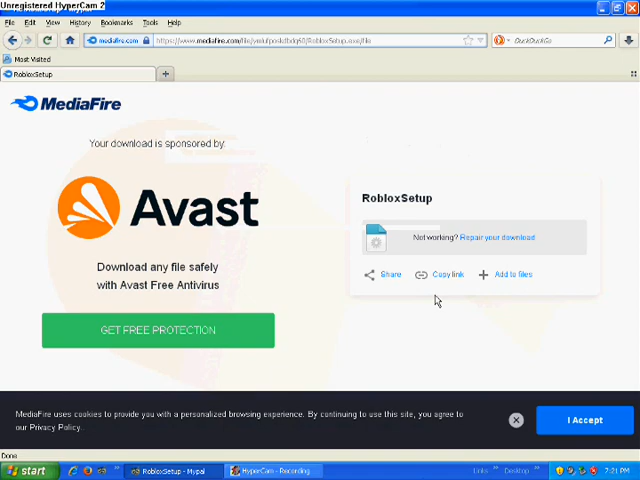 Unregistered HyperCam 2
File Edit View History Bookmarks Tools Help
mediafire.com
DuckDuckGo
Most Visited
RobloxSetup
MediaFire
Your download is sponsored by:
Avast
Download any file safely
with Avast Free Antivirus
GET FREE PROTECTION
RobloxSetup
Not working? Repair your download
Share Copy link Add to files
MediaFire uses cookies to provide you with a personalized browsing experience. By continuing to use this site, you agree to
our Privacy Policy.
I Accept
Done
start
RobloxSetup - Mypal
HyperCam - Recording
Links
Desktop
7:21 PM